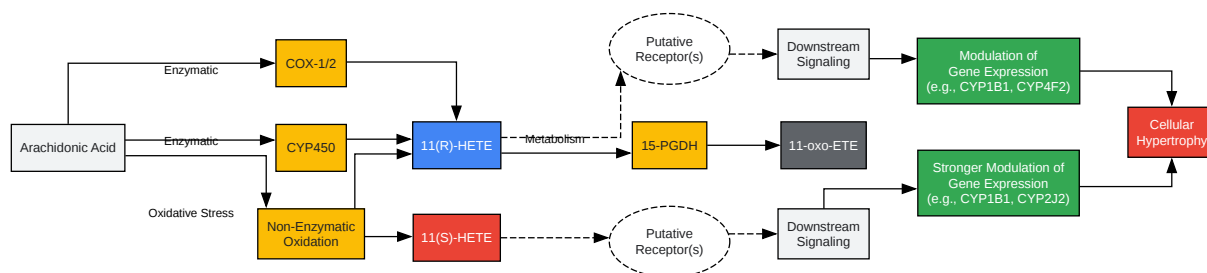 Putative
Receptor(s)
Downstream
Signaling
Modulation of
Gene Expression
(e.g., CYP1B1, CYP4F2)
COX-1/2
Enzymatic
Arachidonic Acid
Enzymatic
CYP450
11(R)-HETE
Metabolism
15-PGDH
11-oxo-ETE
Cellular
Hypertrophy
Stronger Modulation of
Gene Expression
(e.g., CYP1B1, CYP2J2)
Oxidative Stress
Non-Enzymatic
Oxidation
11(S)-HETE
Putative
Receptor(s)
Downstream
Signaling